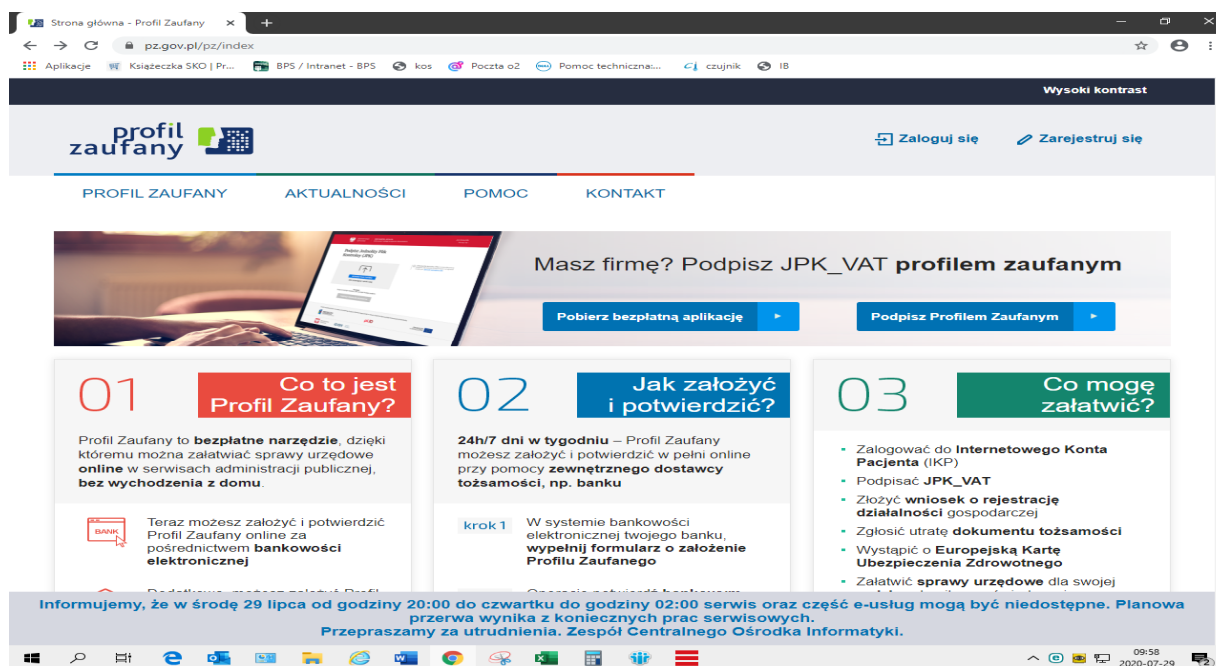 Strona główna - Profil Zaufany
pz.gov.pl/pz/index
Aplikacje Książeczka SKO | Pr... BPS / Intranet - BPS kos Poczta o2 Pomoc techniczna:... czujnik IB
Wysoki kontrast
profil
zaufany
Zaloguj się Zarejestruj się
PROFIL ZAUFANY AKTUALNOŚCI POMOC KONTAKT
Masz firmę? Podpisz JPK_VAT profilem zaufanym
Pobierz bezpłatną aplikację Podpisz Profilem Zaufanym
01
Co to jest
Profil Zaufany?
Profil Zaufany to bezpłatne narzędzie, dzięki
któremu można załatwiać sprawy urzędowe
online w serwisach administracji publicznej,
bez wychodzenia z domu.
BANK
Teraz możesz założyć i potwierdzić
Profil Zaufany online za
pośrednictwem bankowości
elektronicznej
02
Jak założyć
i potwierdzić?
24h/7 dni w tygodniu – Profil Zaufany
możesz założyć i potwierdzić w pełni online
przy pomocy zewnętrznego dostawcy
tożsamości, np. banku
krok 1
W systemie bankowości
elektronicznej twojego banku,
wypełnij formularz o założenie
Profilu Zaufanego
03
Co mogę
załatwić?
Zalogować do Internetowego Konta
Pacjenta (IKP)
Podpisać JPK_VAT
Złożyć wniosek o rejestrację
działalności gospodarczej
Zgłosić utratę dokumentu tożsamości
Wystąpić o Europejską Kartę
Ubezpieczenia Zdrowotnego
Załatwić sprawy urzędowe dla swojej
Informujemy, że w środę 29 lipca od godziny 20:00 do czwartku do godziny 02:00 serwis oraz część e-usług mogą być niedostępne. Planowa
przerwa wynika z koniecznych prac serwisowych.
Przepraszamy za utrudnienia. Zespół Centralnego Ośrodka Informatyki.
09:58
2020-07-29